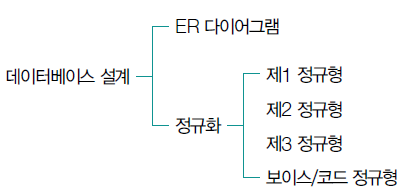 ER 다이어그램
데이터베이스 설계
정규화
제1 정규형
제2 정규형
제3 정규형
보이스/코드 정규형